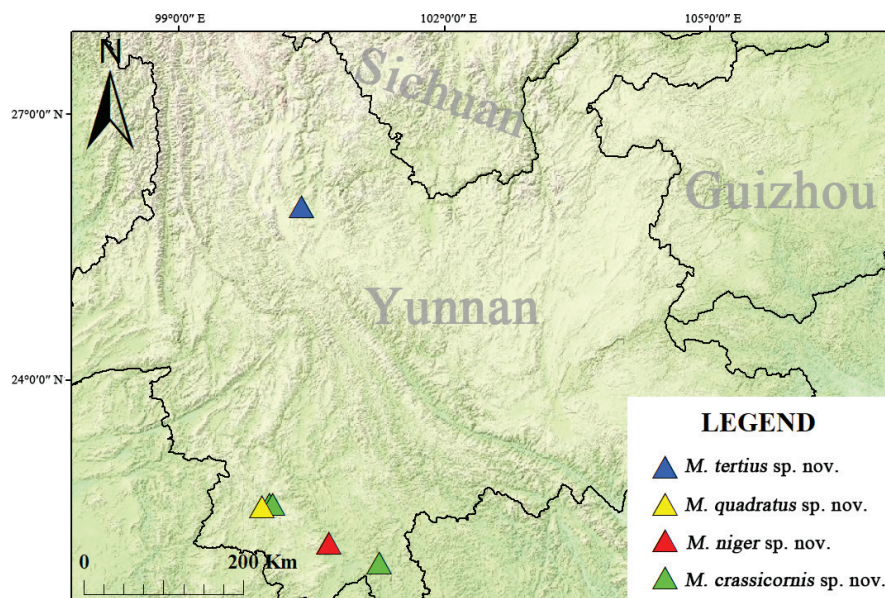 99°0'0" E 102°0'0" E 105°0'0" E
N
27°0'0" N
24°0'0" N
Sichuan
Guizhou
Yunnan
LEGEND
M. tertius sp. nov.
M. quadratus sp. nov.
M. niger sp. nov.
M. crassicornis sp. nov.
0 200 Km